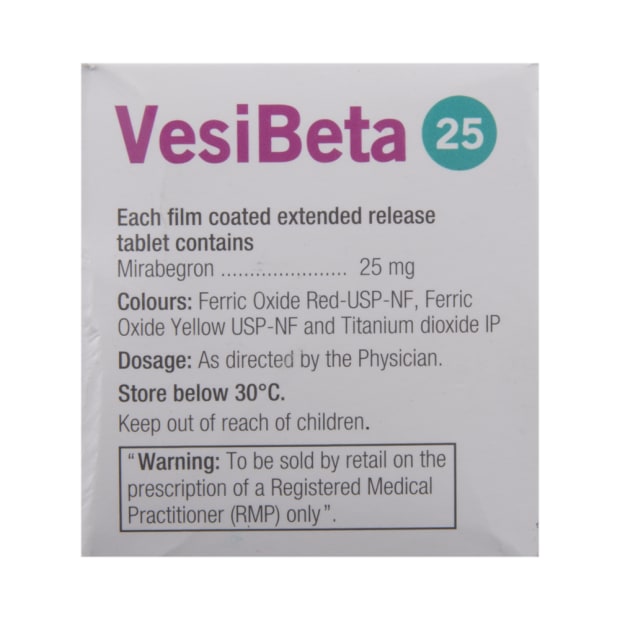 VesiBeta 25
Each film coated extended release
tablet contains
Mirabegron ...................... 25 mg
Colours: Ferric Oxide Red-USP-NF, Ferric
Oxide Yellow USP-NF and Titanium dioxide IP
Dosage: As directed by the Physician.
Store below 30°C.
Keep out of reach of children.
“Warning: To be sold by retail on the
prescription of a Registered Medical
Practitioner (RMP) only”.